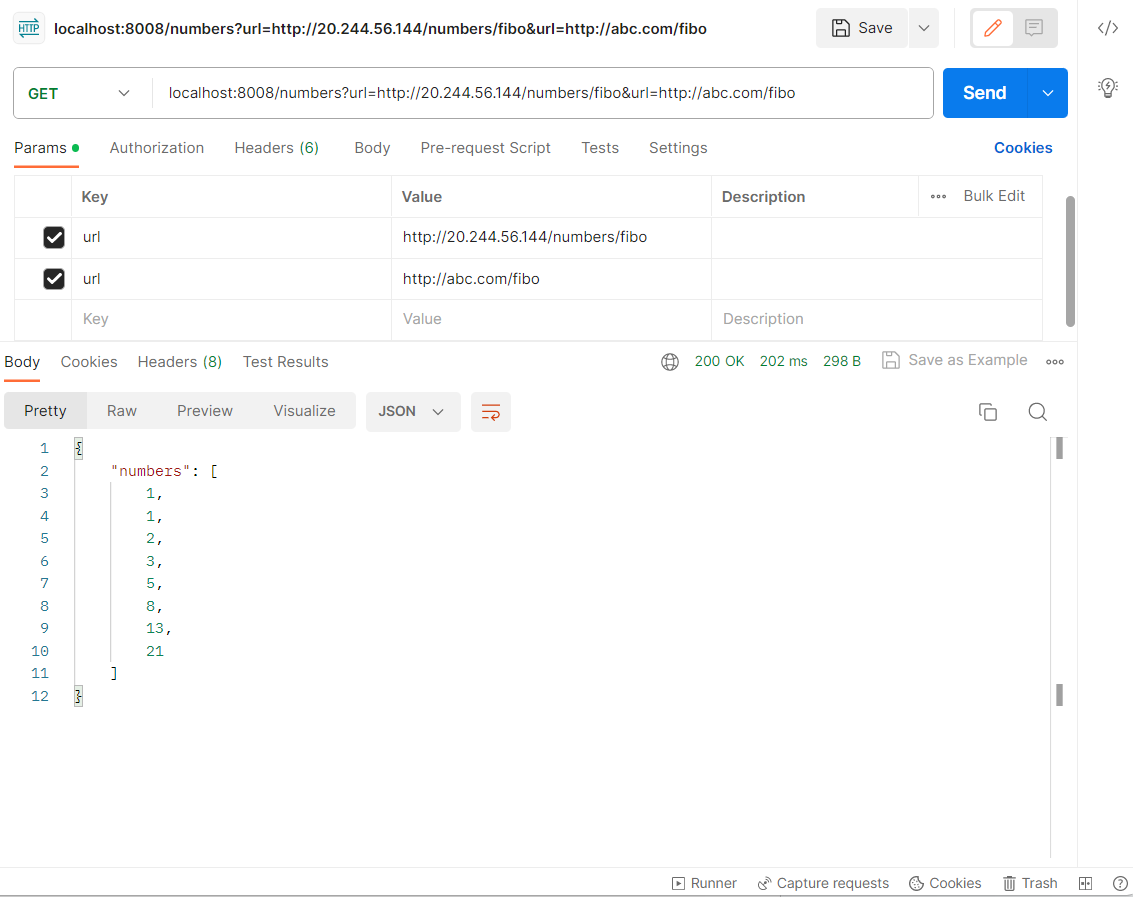 HTTP localhost:8008/numbers?url=http://20.244.56.144/numbers/fibo&url=http://abc.com/fibo Save
GET localhost:8008/numbers?url=http://20.244.56.144/numbers/fibo&url=http://abc.com/fibo Send
Params Authorization Headers (6) Body Pre-request Script Tests Settings Cookies
Key Value Description Bulk Edit
url http://20.244.56.144/numbers/fibo
url http://abc.com/fibo
Key Value Description
Body Cookies Headers (8) Test Results 200 OK 202 ms 298 B Save as Example
Pretty Raw Preview Visualize JSON
1 {
2 "numbers": [
3 1,
4 1,
5 2,
6 3,
7 5,
8 8,
9 13,
10 21
11 ]
12 }
Runner Capture requests Cookies Trash